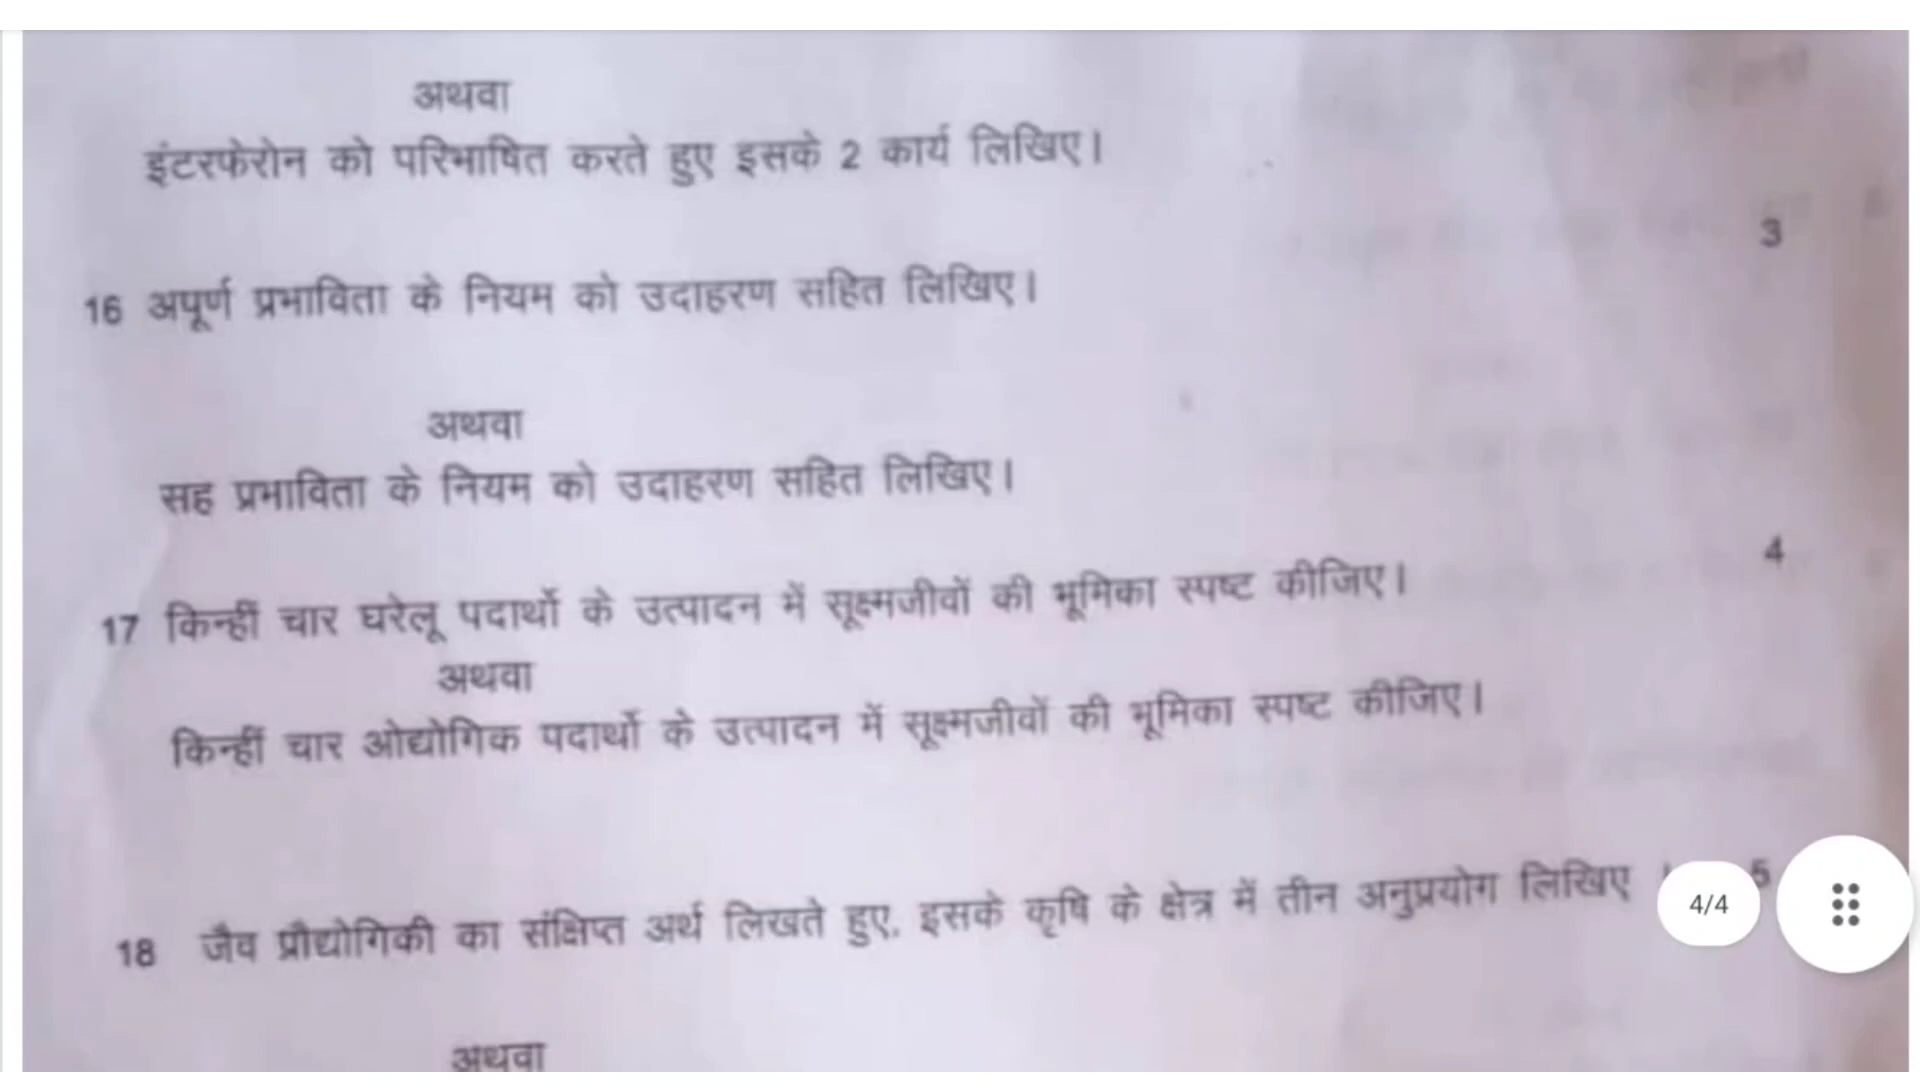 अथवा
इंटरफेरोन को परिभाषित करते हुए इसके 2 कार्य लिखिए।
3
16 अपूर्ण प्रभाविता के नियम को उदाहरण सहित लिखिए।
अथवा
सह प्रभाविता के नियम को उदाहरण सहित लिखिए।
4
17 किन्हीं चार घरेलू पदार्थो के उत्पादन में सूक्ष्मजीवों की भूमिका स्पष्ट कीजिए।
अथवा
किन्हीं चार ओद्योगिक पदार्थो के उत्पादन में सूक्ष्मजीवों की भूमिका स्पष्ट कीजिए।
18 जैव प्रौद्योगिकी का संक्षिप्त अर्थ लिखते हुए, इसके कृषि के क्षेत्र में तीन अनुप्रयोग लिखिए । 5
4/4
अथवा